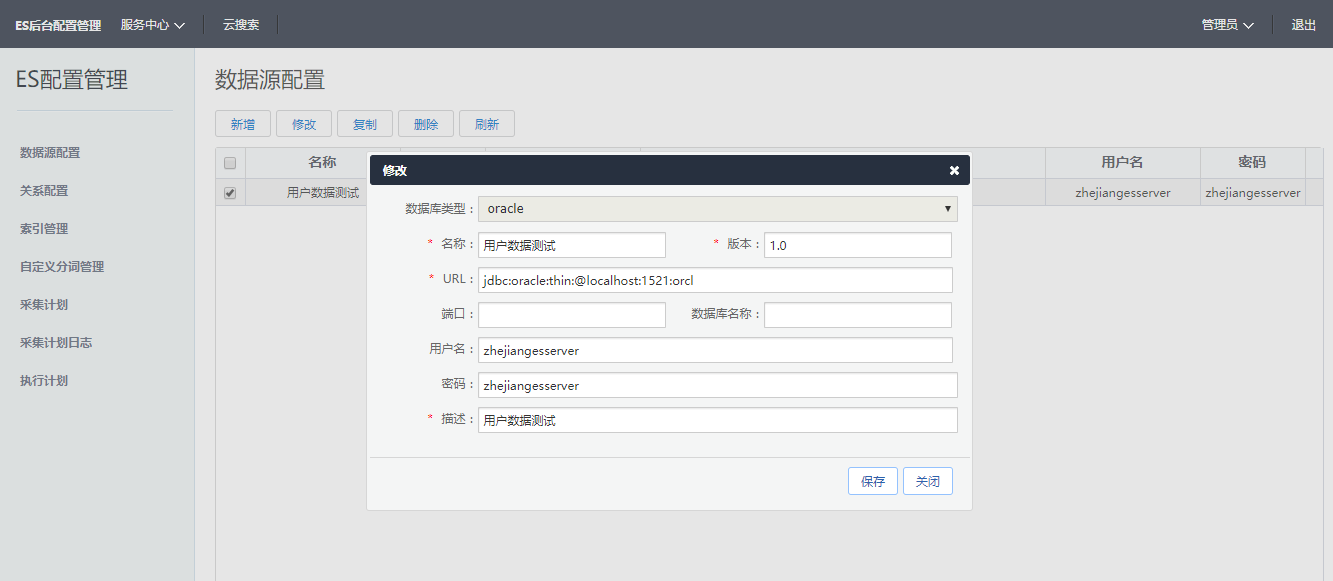 ES后台配置管理 服务中心 云搜索 管理员 退出
ES配置管理
数据源配置
关系配置
索引管理
自定义分词管理
采集计划
采集计划日志
执行计划
数据源配置
新增 修改 复制 删除 刷新
名称 用户名 密码
用户数据测试 zhejiangesserver zhejiangesserver
修改
数据库类型： oracle
* 名称： 用户数据测试 * 版本： 1.0
* URL： jdbc:oracle:thin:@localhost:1521:orcl
端口： 数据库名称：
用户名： zhejiangesserver
密码： zhejiangesserver
* 描述： 用户数据测试
保存 关闭